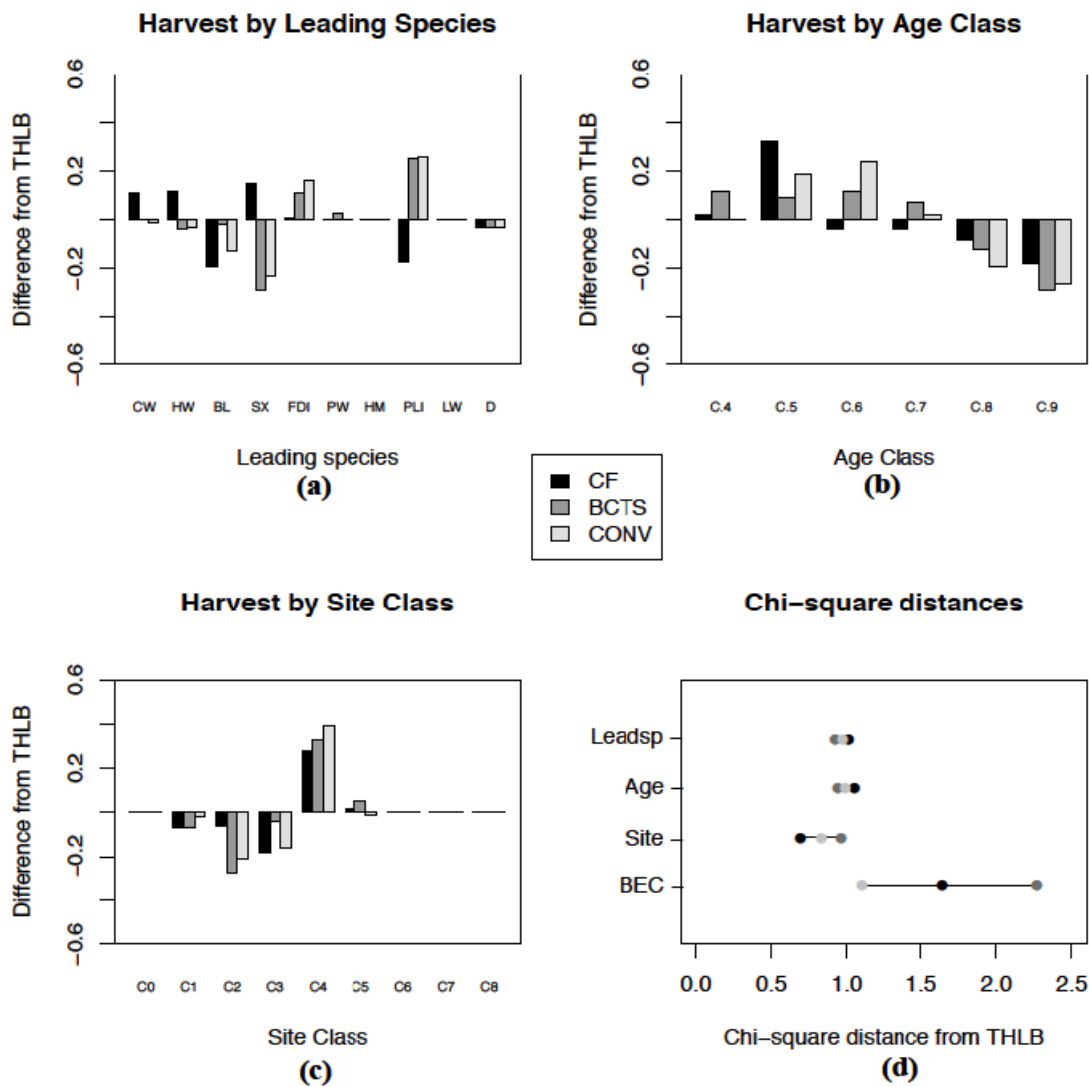 Harvest by Leading Species
Difference from THLB
0.6
0.2
−0.2
−0.6
CW HW BL SX FDI PW HM PLI LW D
Leading species
(a)
Harvest by Age Class
Difference from THLB
0.6
0.2
−0.2
−0.6
C.4 C.5 C.6 C.7 C.8 C.9
Age Class
(b)
CF
BCTS
CONV
Harvest by Site Class
Difference from THLB
0.6
0.2
−0.2
−0.6
C0 C1 C2 C3 C4 C5 C6 C7 C8
Site Class
(c)
Chi−square distances
Leadsp
Age
Site
BEC
0.0 0.5 1.0 1.5 2.0 2.5
Chi−square distance from THLB
(d)